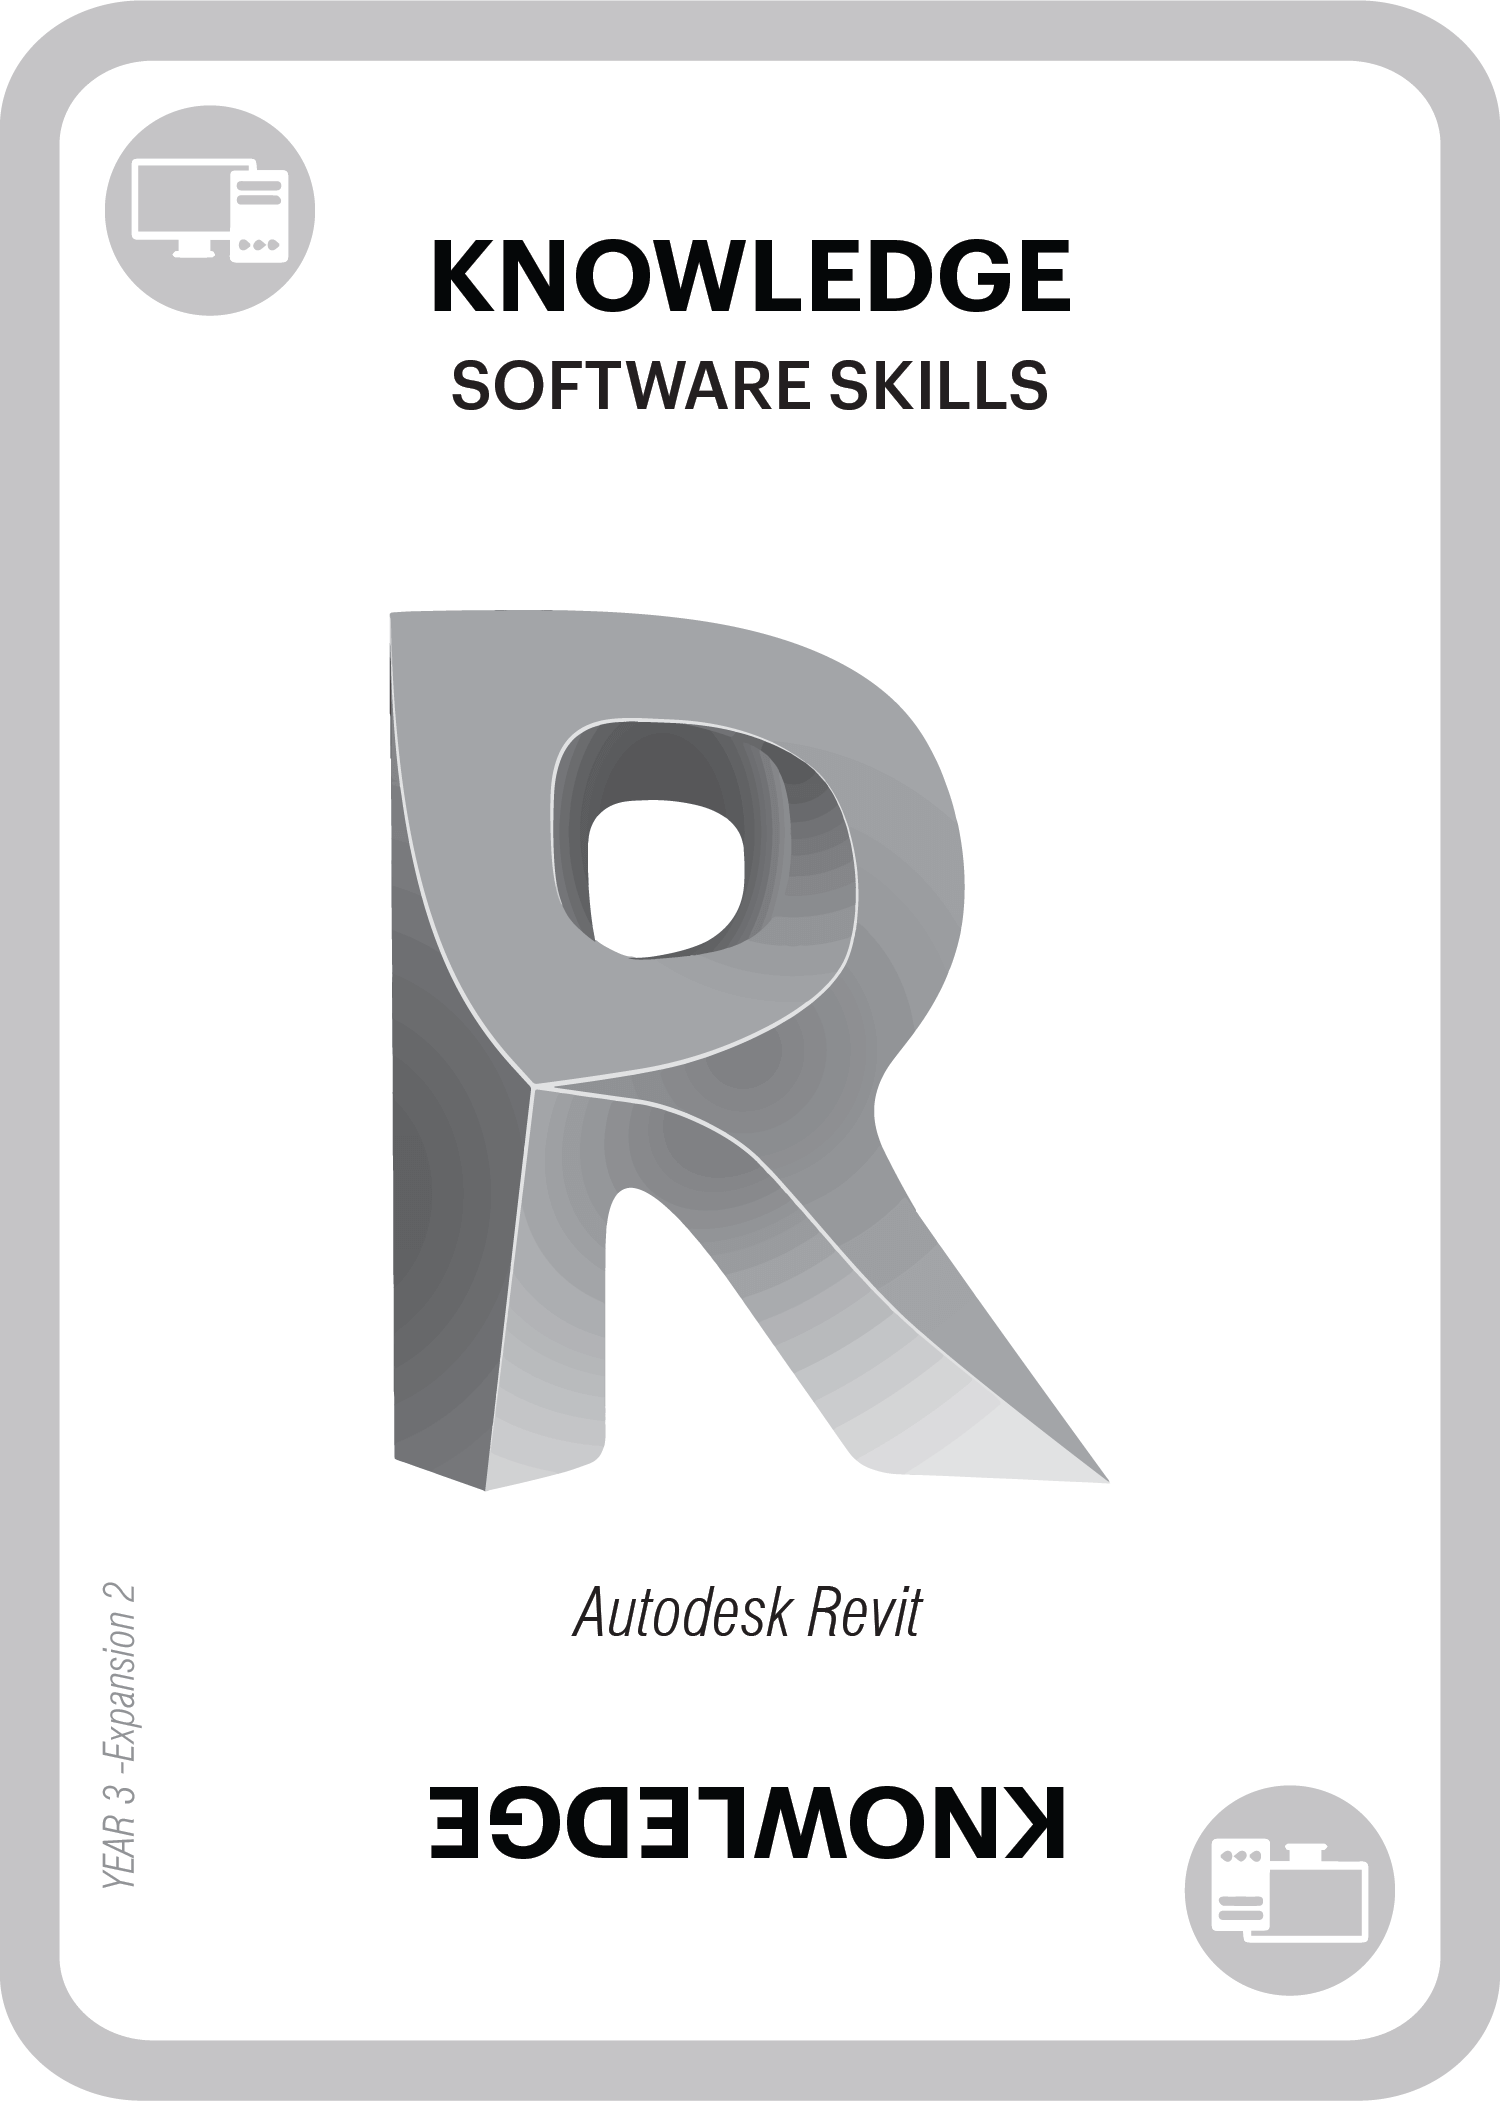 KNOWLEDGE
SOFTWARE SKILLS
R
Autodesk Revit
YEAR 3 -Expansion 2
KNOWLEDGE